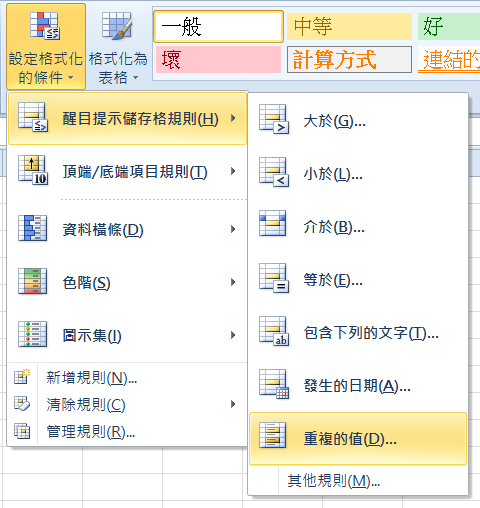 一般
中等
好
壞
計算方式
連結的
設定格式化
的條件
格式化為
表格
醒目提示儲存格規則(H)
頂端/底端項目規則(T)
資料橫條(D)
色階(S)
圖示集(I)
新增規則(N)...
清除規則(C)
管理規則(R)...
大於(G)...
小於(L)...
介於(B)...
等於(E)...
包含下列的文字(T)...
發生的日期(A)...
重複的值(D)...
其他規則(M)...